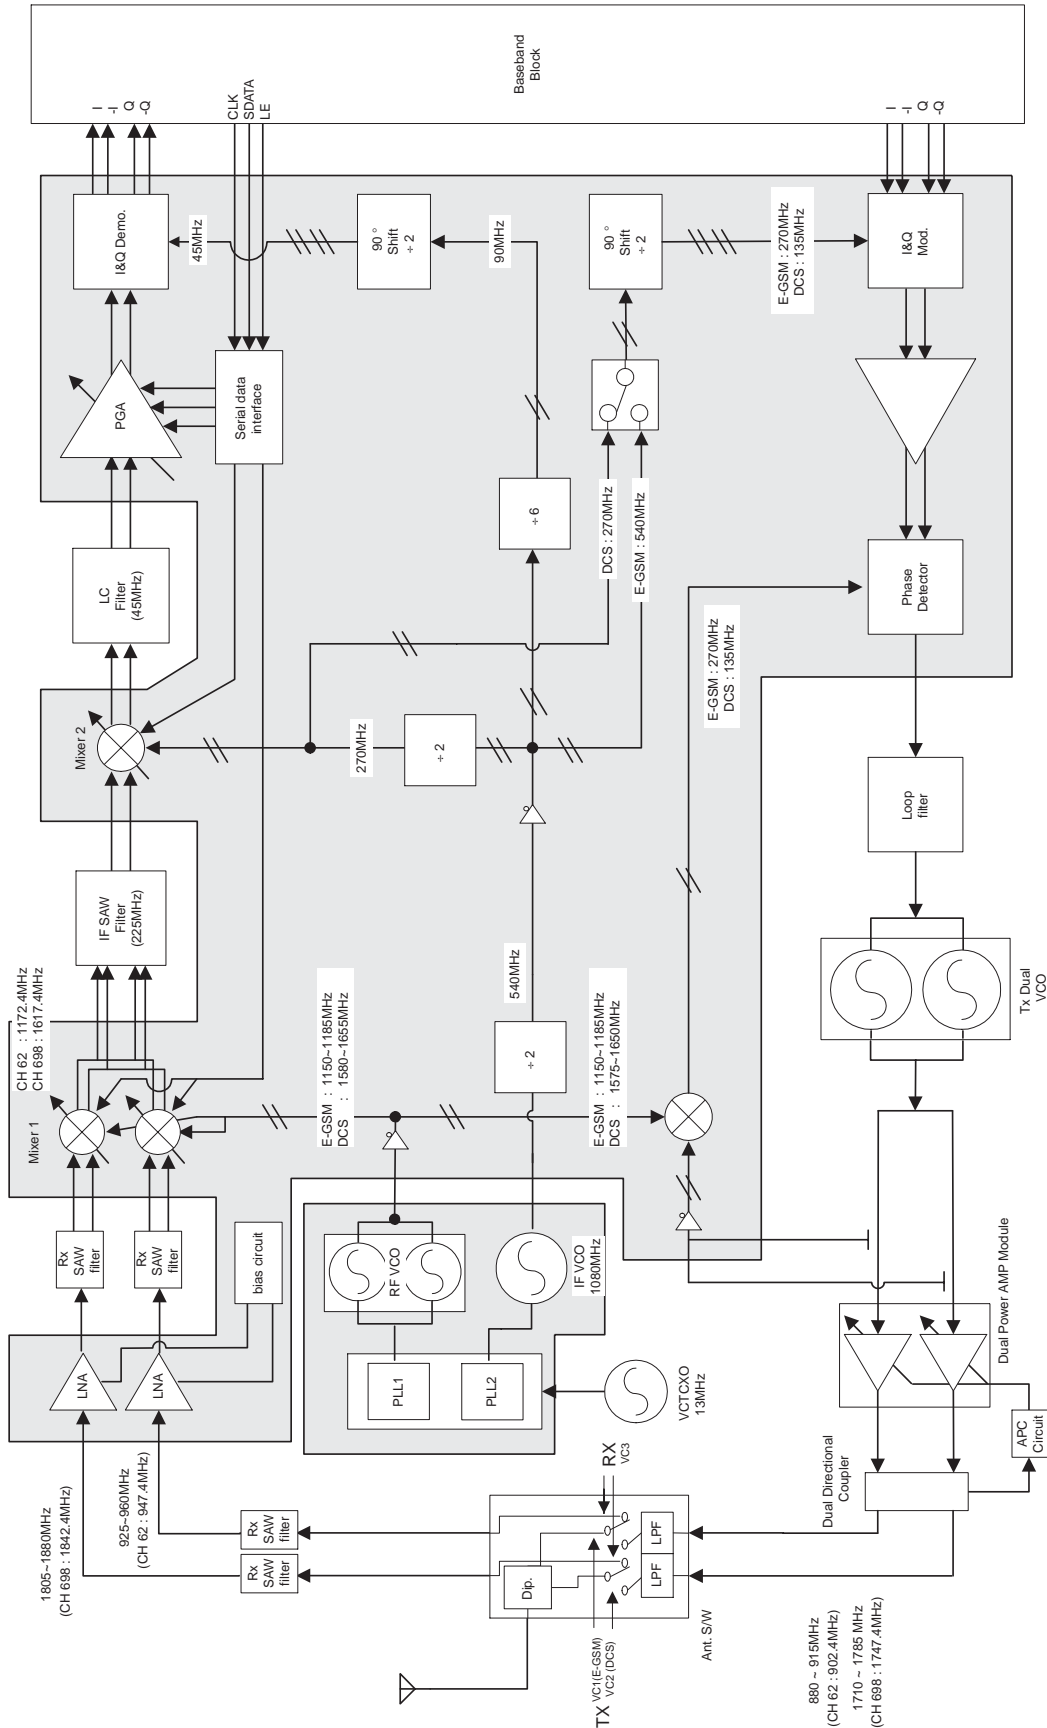 Baseband
Block
I
-I
Q
-Q
CLK
SDATA
LE
I
-I
Q
-Q
I&Q Demo.
45MHz
90 °
Shift
÷ 2
90MHz
90 °
Shift
÷ 2
E-GSM : 270MHz
DCS : 135MHz
I&Q
Mod.
PGA
Serial data
interface
LC
Filter
(45MHz)
÷ 6
DCS : 270MHz
E-GSM : 540MHz
Phase
Detector
Mixer 2
270MHz
÷ 2
E-GSM : 270MHz
DCS : 135MHz
Loop
filter
IF SAW
Filter
(225MHz)
540MHz
Tx Dual
VCO
CH 62 : 1172.4MHz
CH 698 : 1617.4MHz
Mixer 1
E-GSM : 1150~1185MHz
DCS : 1580~1655MHz
÷ 2
E-GSM : 1150~1185MHz
DCS : 1575~1650MHz
Rx
SAW
filter
Rx
SAW
filter
bias circuit
RF VCO
IF VCO
1080MHz
Dual Power AMP Module
LNA
LNA
PLL1
PLL2
VCTCXO
13MHz
APC
Circuit
1805~1880MHz
(CH 698 : 1842.4MHz)
925~960MHz
(CH 62 : 947.4MHz)
Rx
SAW
filter
Rx
SAW
filter
RX
VC3
Dual Directional
Coupler
Dip.
LPF
LPF
Ant. S/W
TX
VC1(E-GSM)
VC2 (DCS)
880 ~ 915MHz
(CH 62 : 902.4MHz)
1710 ~ 1785 MHz
(CH 698 : 1747.4MHz)